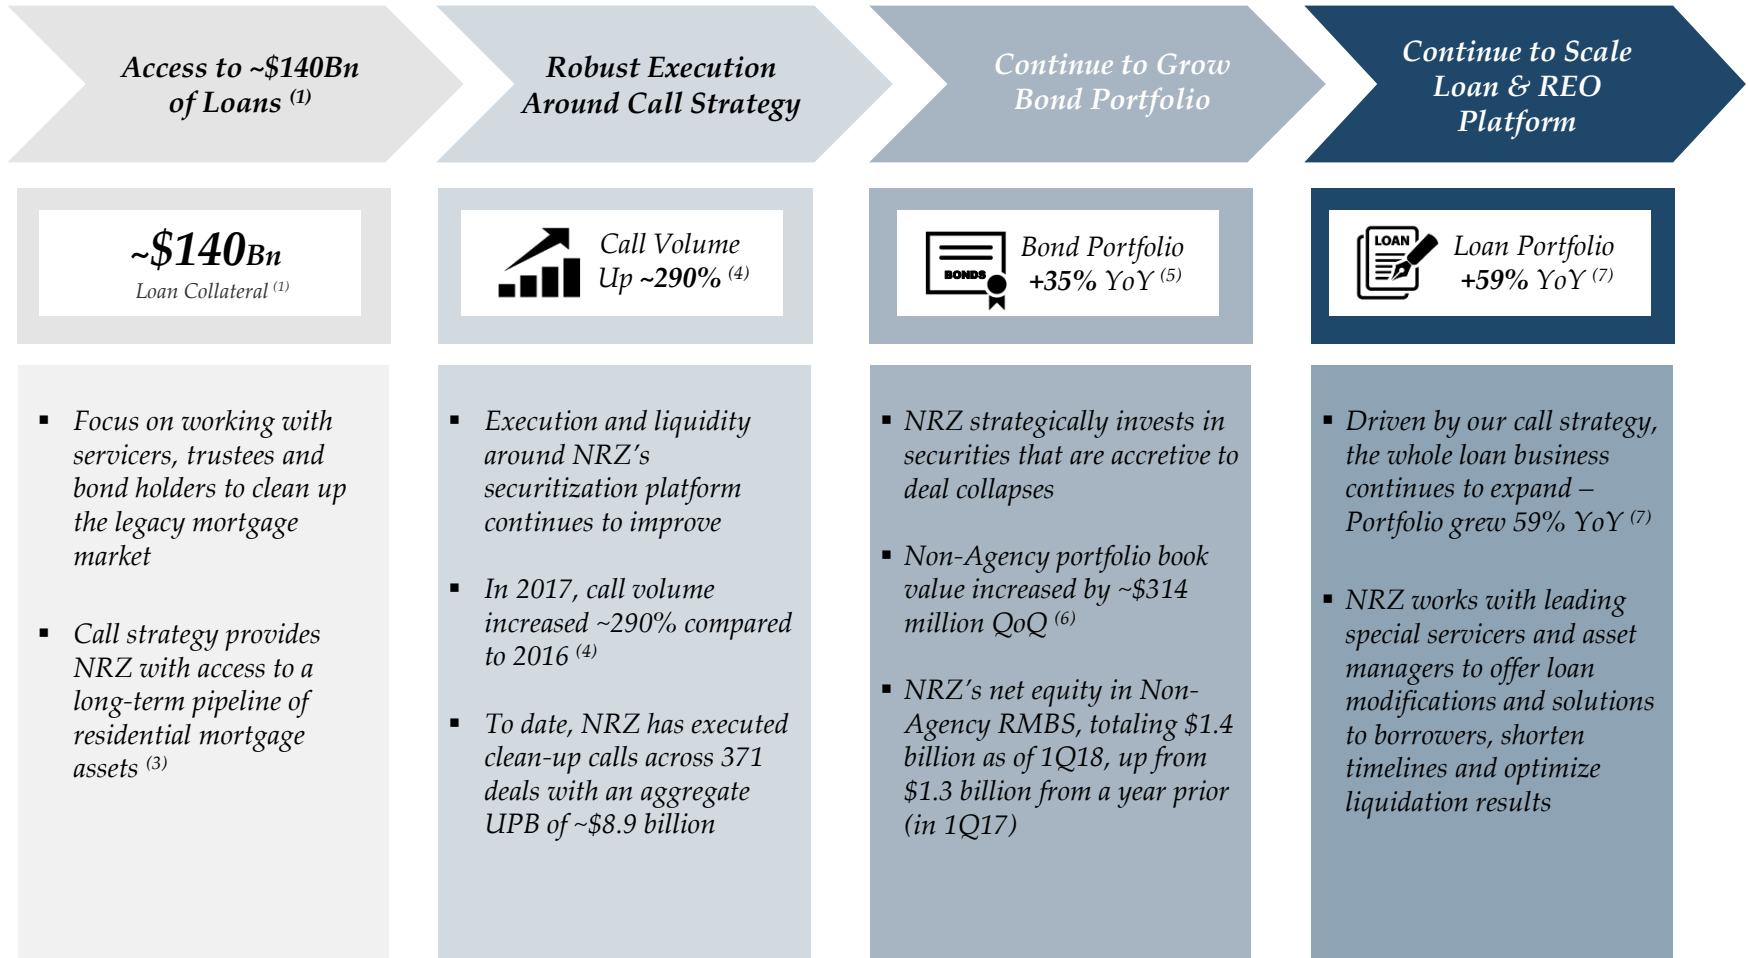 Access to ~$140Bn
of Loans (1)
Robust Execution
Around Call Strategy
Continue to Grow
Bond Portfolio
Continue to Scale
Loan & REO
Platform
~$140Bn
Loan Collateral (1)
Call Volume
Up ~290% (4)
BONDS
Bond Portfolio
+35% YoY (5)
LOAN
Loan Portfolio
+59% YoY (7)
▪ Focus on working with
servicers, trustees and
bond holders to clean up
the legacy mortgage
market
▪ Call strategy provides
NRZ with access to a
long-term pipeline of
residential mortgage
assets (3)
▪ Execution and liquidity
around NRZ’s
securitization platform
continues to improve
▪ In 2017, call volume
increased ~290% compared
to 2016 (4)
▪ To date, NRZ has executed
clean-up calls across 371
deals with an aggregate
UPB of ~$8.9 billion
▪ NRZ strategically invests in
securities that are accretive to
deal collapses
▪ Non-Agency portfolio book
value increased by ~$314
million QoQ (6)
▪ NRZ’s net equity in Non-
Agency RMBS, totaling $1.4
billion as of 1Q18, up from
$1.3 billion from a year prior
(in 1Q17)
▪ Driven by our call strategy,
the whole loan business
continues to expand –
Portfolio grew 59% YoY (7)
▪ NRZ works with leading
special servicers and asset
managers to offer loan
modifications and solutions
to borrowers, shorten
timelines and optimize
liquidation results